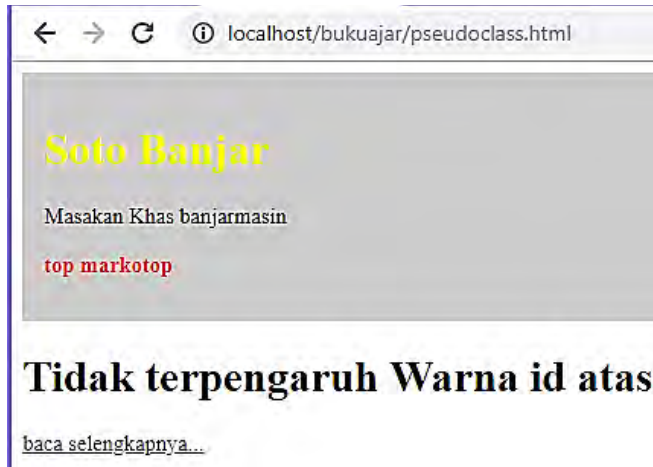 localhost/bukuajar/pseudoclass.html
Soto Banjar
Masakan Khas banjarmasin
top markotop
Tidak terpengaruh Warna id atas
baca selengkapnya...